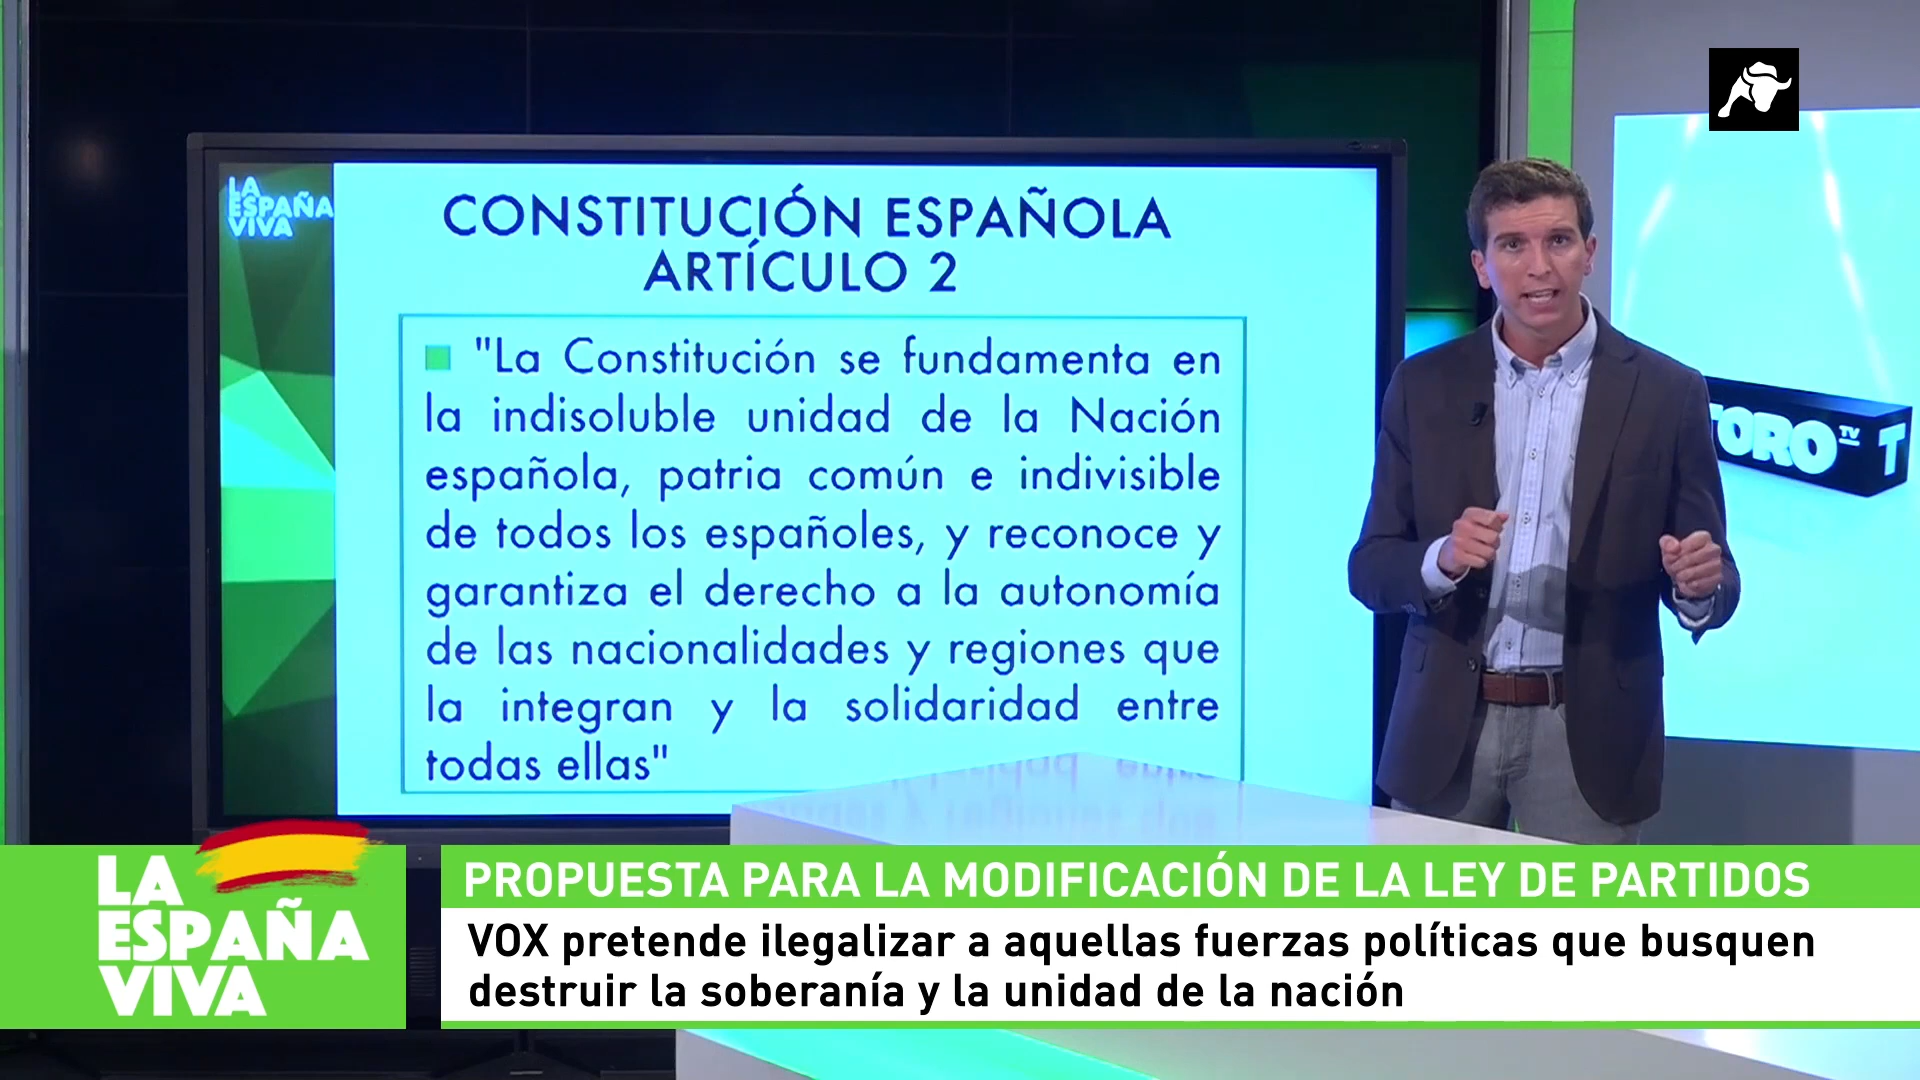 LA
ESPAÑA
VIVA
CONSTITUCIÓN ESPAÑOLA
ARTÍCULO 2
"La Constitución se fundamenta en
la indisoluble unidad de la Nación
española, patria común e indivisible
de todos los españoles, y reconoce y
garantiza el derecho a la autonomía
de las nacionalidades y regiones que
la integran y la solidaridad entre
todas ellas"
TORO TV T
LA
ESPAÑA
VIVA
PROPUESTA PARA LA MODIFICACIÓN DE LA LEY DE PARTIDOS
VOX pretende ilegalizar a aquellas fuerzas políticas que busquen
destruir la soberanía y la unidad de la nación